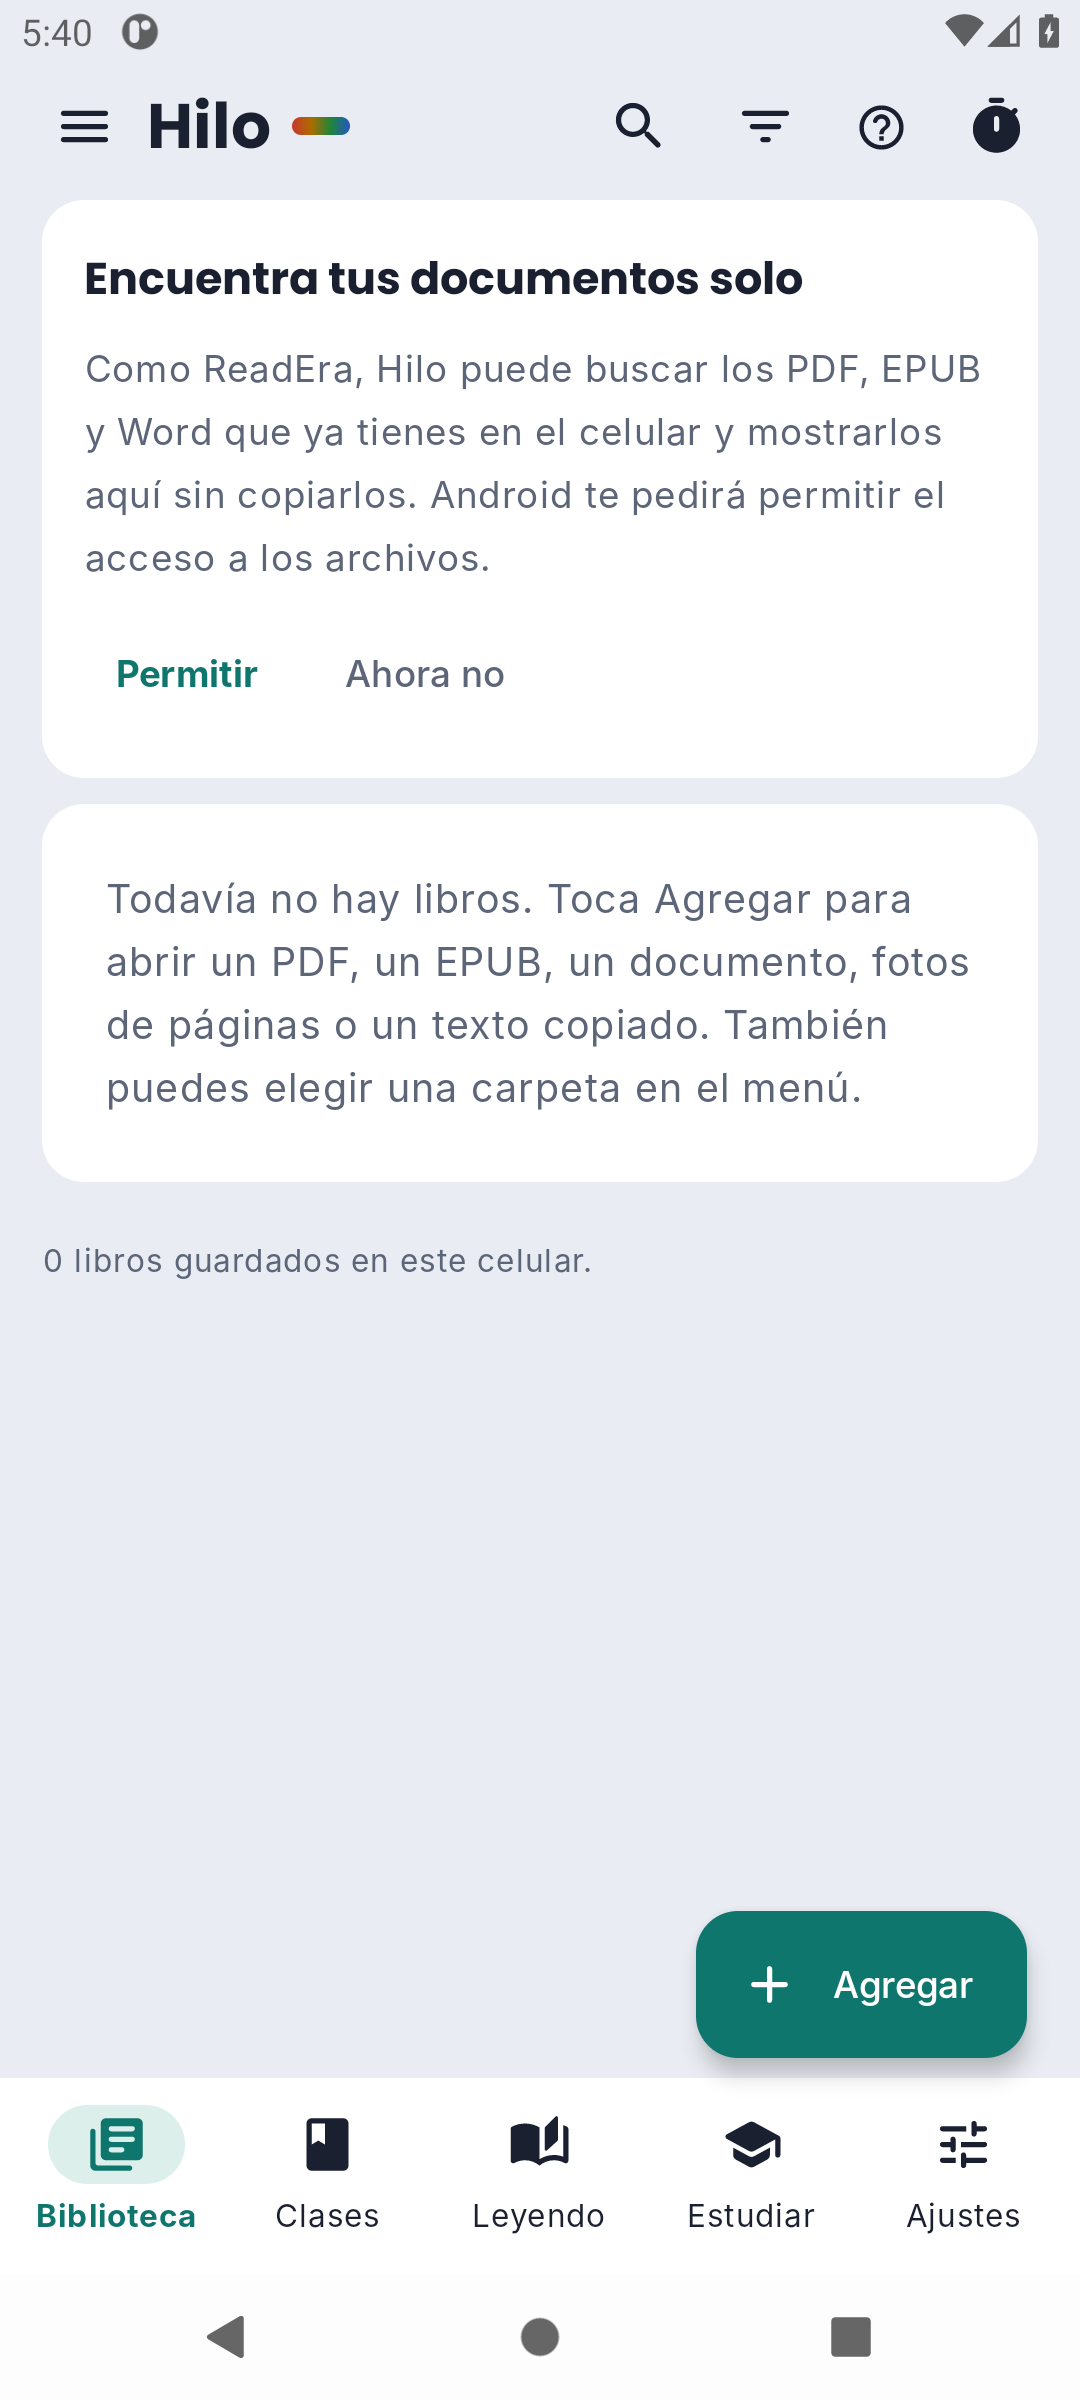 5:40
Hilo
Encuentra tus documentos solo
Como ReadEra, Hilo puede buscar los PDF, EPUB
y Word que ya tienes en el celular y mostrarlos
aquí sin copiarlos. Android te pedirá permitir el
acceso a los archivos.
Permitir Ahora no
Todavía no hay libros. Toca Agregar para
abrir un PDF, un EPUB, un documento, fotos
de páginas o un texto copiado. También
puedes elegir una carpeta en el menú.
0 libros guardados en este celular.
Agregar
Biblioteca Clases Leyendo Estudiar Ajustes